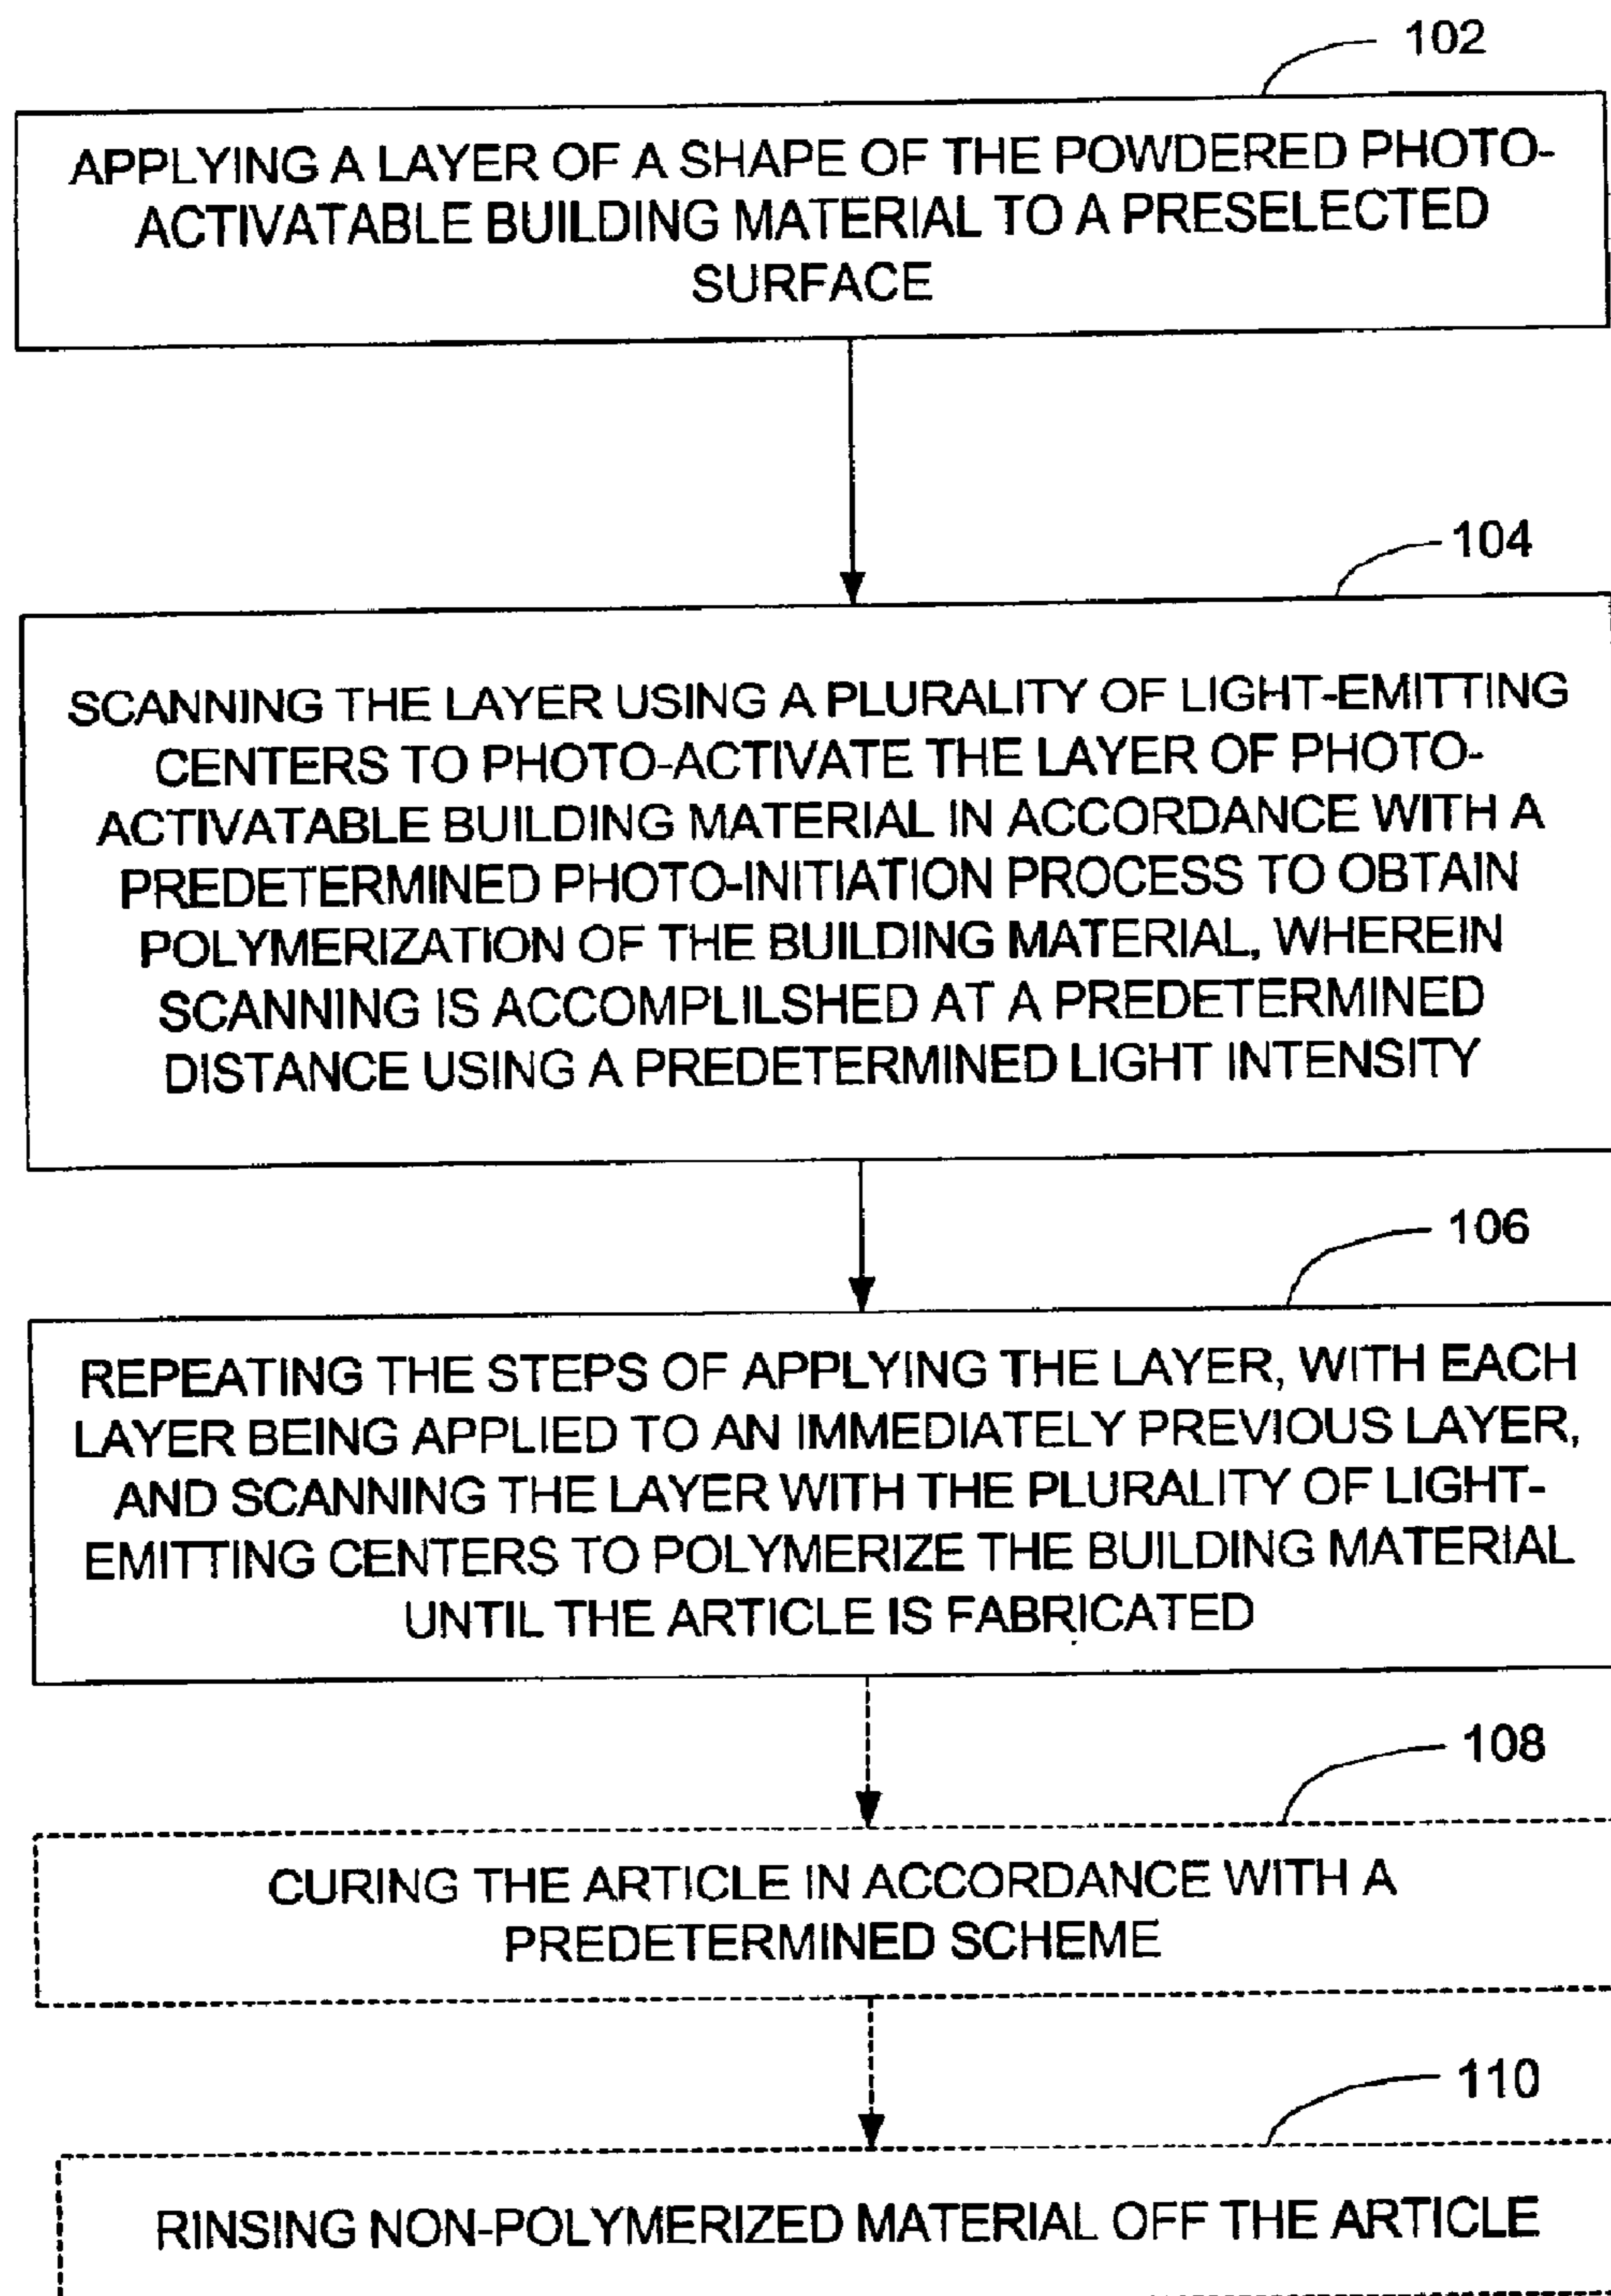 102
APPLYING A LAYER OF A SHAPE OF THE POWDERED PHOTO-
ACTIVATABLE BUILDING MATERIAL TO A PRESELECTED
SURFACE
104
SCANNING THE LAYER USING A PLURALITY OF LIGHT-EMITTING
CENTERS TO PHOTO-ACTIVATE THE LAYER OF PHOTO-
ACTIVATABLE BUILDING MATERIAL IN ACCORDANCE WITH A
PREDETERMINED PHOTO-INITIATION PROCESS TO OBTAIN
POLYMERIZATION OF THE BUILDING MATERIAL, WHEREIN
SCANNING IS ACCOMPLILSHED AT A PREDETERMINED
DISTANCE USING A PREDETERMINED LIGHT INTENSITY
106
REPEATING THE STEPS OF APPLYING THE LAYER, WITH EACH
LAYER BEING APPLIED TO AN IMMEDIATELY PREVIOUS LAYER,
AND SCANNING THE LAYER WITH THE PLURALITY OF LIGHT-
EMITTING CENTERS TO POLYMERIZE THE BUILDING MATERIAL
UNTIL THE ARTICLE IS FABRICATED
108
CURING THE ARTICLE IN ACCORDANCE WITH A
PREDETERMINED SCHEME
110
RINSING NON-POLYMERIZED MATERIAL OFF THE ARTICLE